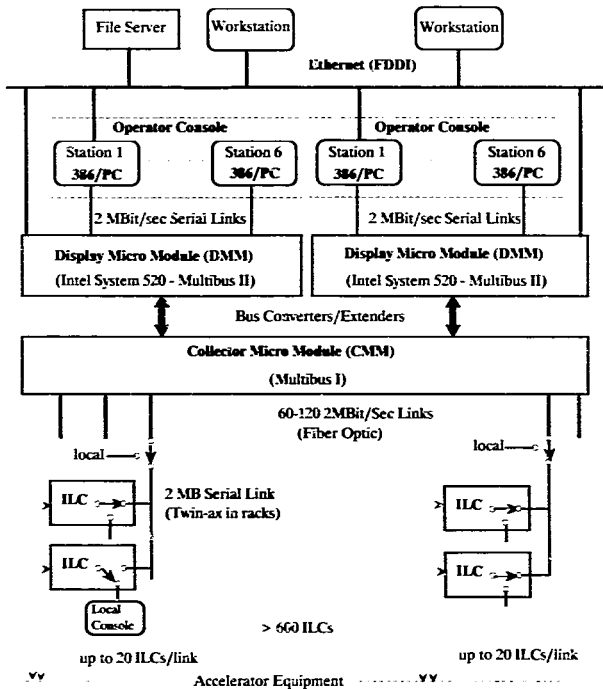 File Server
Workstation
Workstation
Ethernet (FDDI)
Operator Console
Operator Console
Station 1
386/PC
Station 6
386/PC
Station 1
386/PC
Station 6
386/PC
2 MBit/sec Serial Links
2 MBit/sec Serial Links
Display Micro Module (DMM)
(Intel System 520 - Multibus II)
Display Micro Module (DMM)
(Intel System 520 - Multibus II)
Bus Converters/Extenders
Collector Micro Module (CMM)
(Multibus I)
60-120 2MBit/Sec Links
(Fiber Optic)
local
local
ILC
2 MB Serial Link
(Twin-ax in racks)
ILC
ILC
ILC
Local
Console
> 600 ILCs
up to 20 ILCs/link
up to 20 ILCs/link
Accelerator Equipment